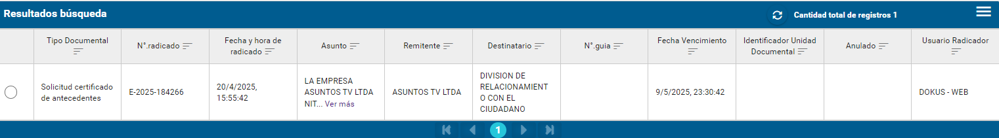 Resultados búsqueda
Cantidad total de registros 1
Tipo Documental
N°.radicado
Fecha y hora de
radicado
Asunto
Remitente
Destinatario
N°.guia
Fecha Vencimiento
Identificador Unidad
Documental
Anulado
Usuario Radicador
Solicitud certificado
de antecedentes
E-2025-184266
20/4/2025,
15:55:42
LA EMPRESA
ASUNTOS TV LTDA
NIT... Ver más
ASUNTOS TV LTDA
DIVISION DE
RELACIONAMIENT
O CON EL
CIUDADANO
9/5/2025, 23:30:42
DOKUS - WEB
1